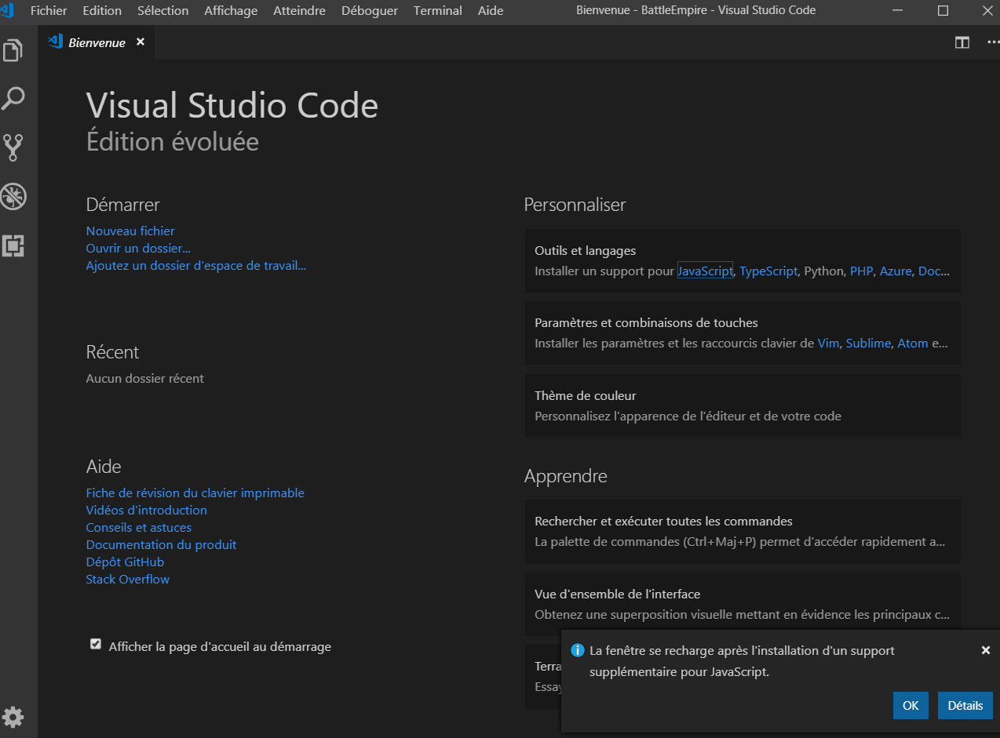 Fichier Edition Sélection Affichage Atteindre Déboguer Terminal Aide Bienvenue - BattleEmpire - Visual Studio Code
Bienvenue
Visual Studio Code
Édition évoluée
Démarrer
Nouveau fichier
Ouvrir un dossier...
Ajoutez un dossier d'espace de travail...
Récent
Aucun dossier récent
Aide
Fiche de révision du clavier imprimable
Vidéos d'introduction
Conseils et astuces
Documentation du produit
Dépôt GitHub
Stack Overflow
Afficher la page d'accueil au démarrage
Personnaliser
Outils et langages
Installer un support pour JavaScript, TypeScript, Python, PHP, Azure, Doc...
Paramètres et combinaisons de touches
Installer les paramètres et les raccourcis clavier de Vim, Sublime, Atom e...
Thème de couleur
Personnalisez l'apparence de l'éditeur et de votre code
Apprendre
Rechercher et exécuter toutes les commandes
La palette de commandes (Ctrl+Maj+P) permet d'accéder rapidement a...
Vue d'ensemble de l'interface
Obtenez une superposition visuelle mettant en évidence les principaux c...
Terra
Essay
La fenêtre se recharge après l'installation d'un support
supplémentaire pour JavaScript.
OK Détails